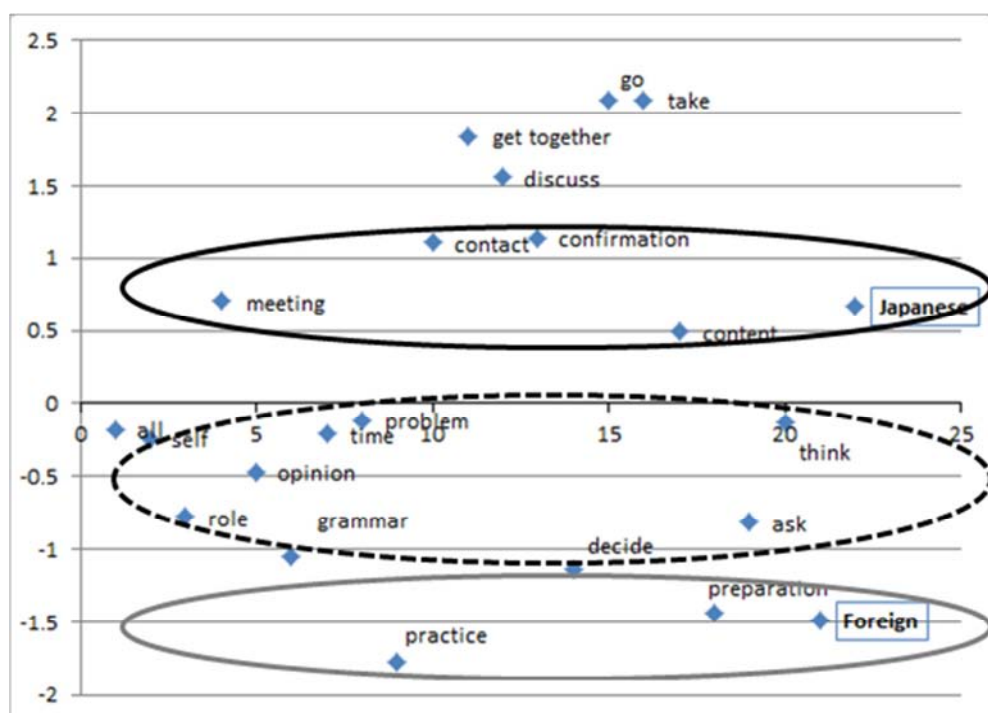 2.5
go
2
take
get together
discuss
1.5
contact
confirmation
1
meeting
Japanese
0.5
content
0
problem
all
self
time
0
5
10
15
20
25
think
-0.5
opinion
role
grammar
ask
-1
decide
preparation
-1.5
Foreign
practice
-2